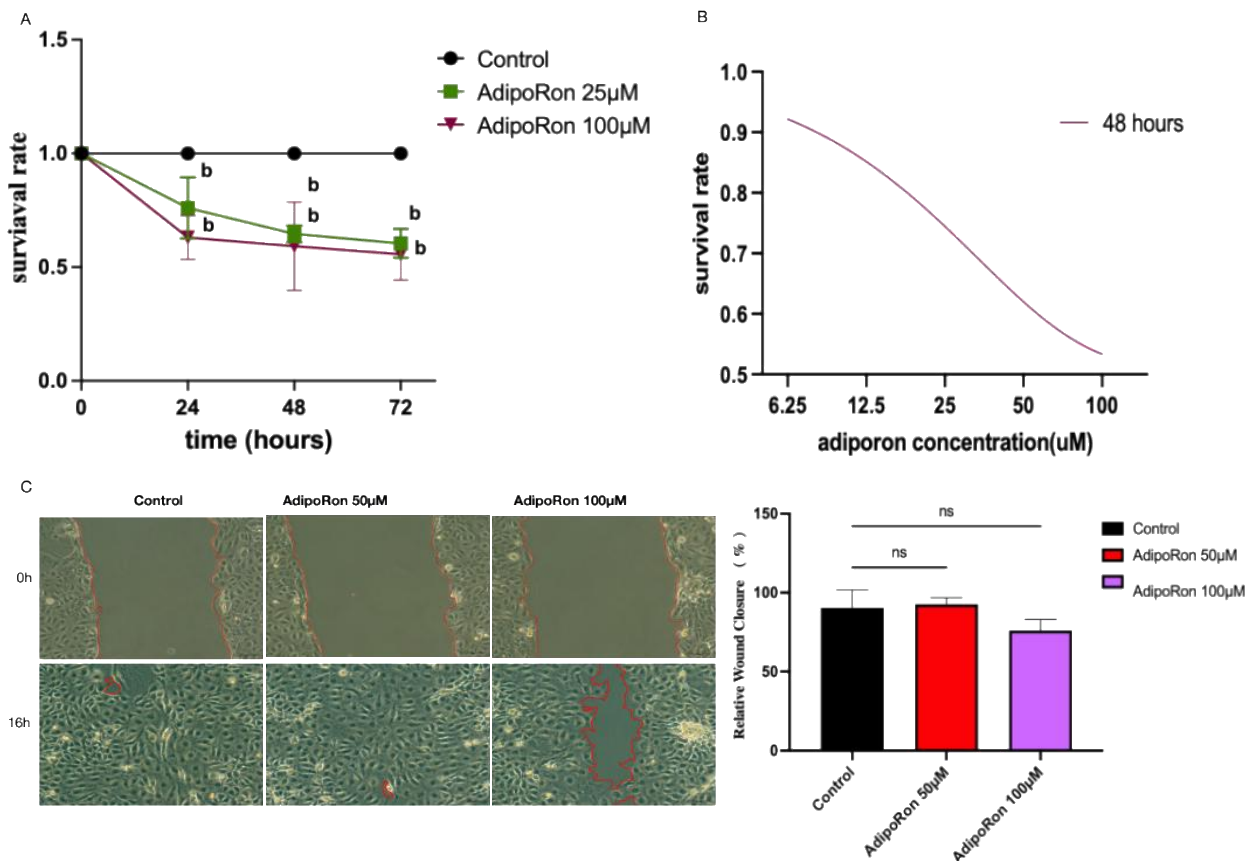 A
1.5
1.0
0.5
0.0
surviaval rate
0
24
48
72
time (hours)
b
b
b
b
b
b
Control
AdipoRon 25μM
AdipoRon 100μM
B
1.0
0.9
0.8
0.7
0.6
0.5
survival rate
48 hours
6.25
12.5
25
50
100
adiporon concentration(uM)
C
Control
AdipoRon 50μM
AdipoRon 100μM
0h
16h
150
100
50
0
Relative Wound Closure (%)
ns
ns
Control
AdipoRon 50μM
AdipoRon 100μM
Control
AdipoRon 50μM
AdipoRon 100μM